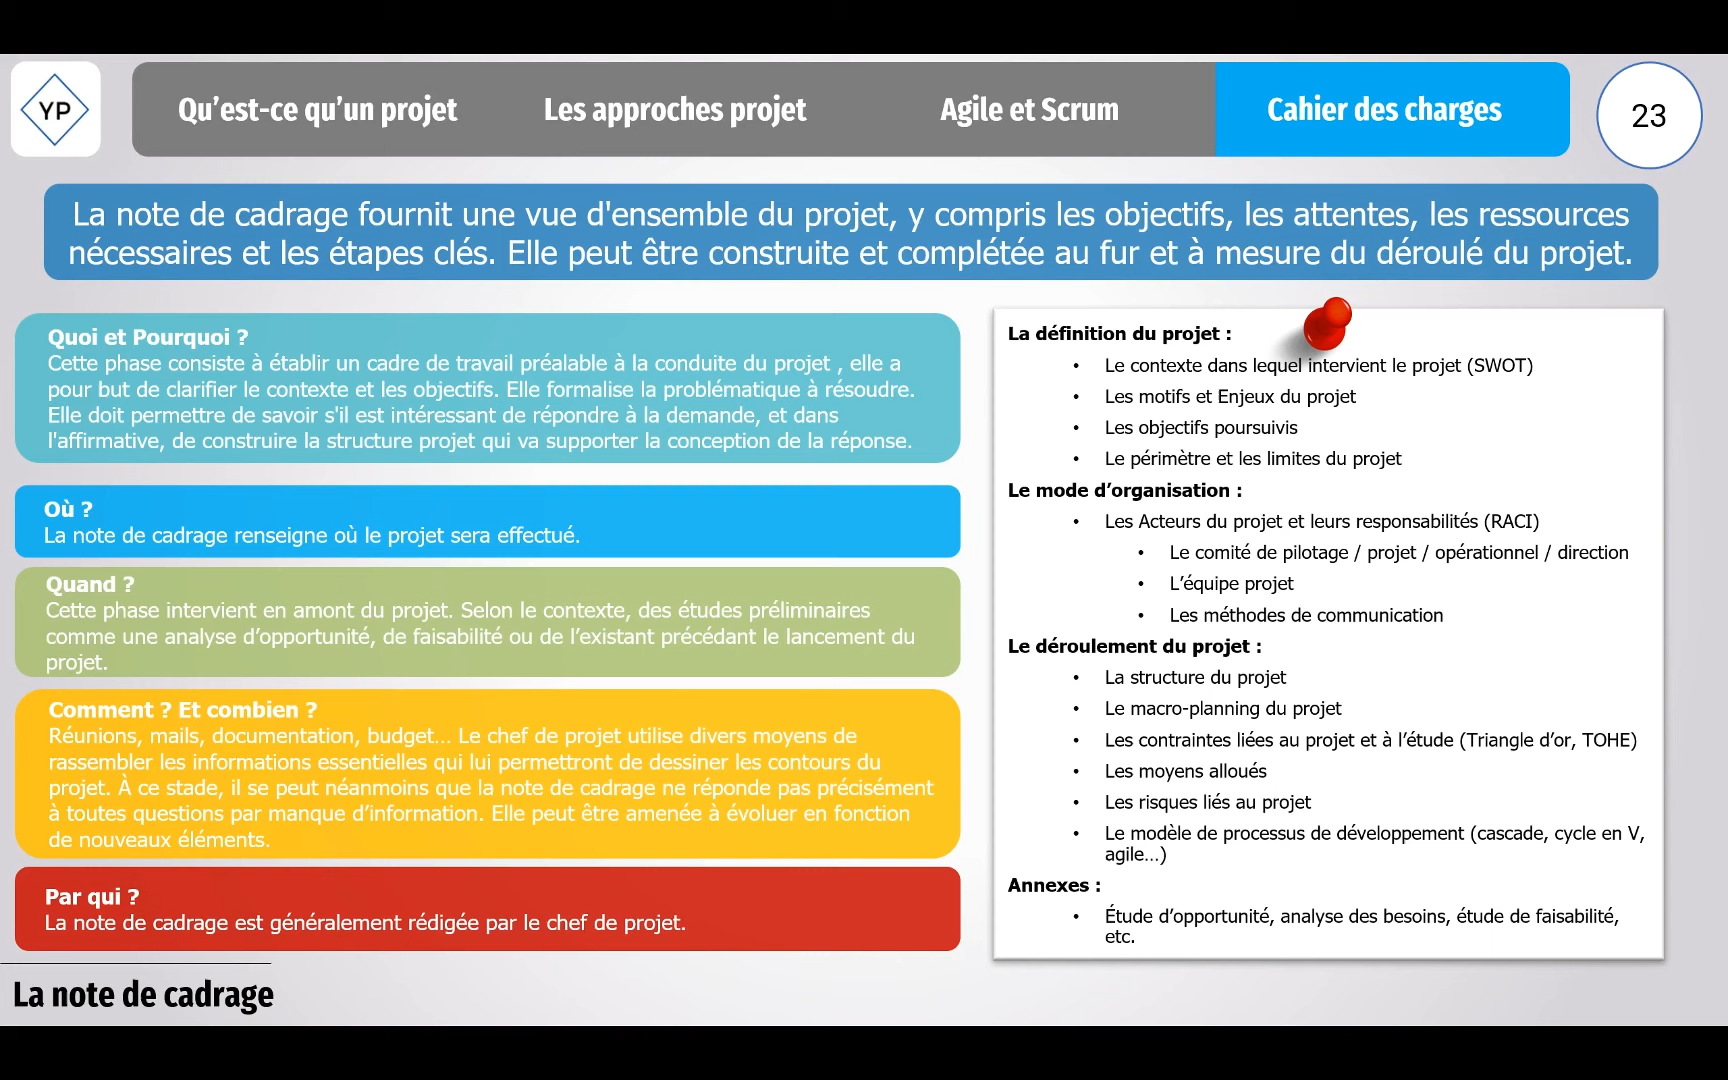 YP
Qu'est-ce qu'un projet
Les approches projet
Agile et Scrum
Cahier des charges
23
La note de cadrage fournit une vue d'ensemble du projet, y compris les objectifs, les attentes, les ressources
nécessaires et les étapes clés. Elle peut être construite et complétée au fur et à mesure du déroulé du projet.
Quoi et Pourquoi ?
Cette phase consiste à établir un cadre de travail préalable à la conduite du projet , elle a
pour but de clarifier le contexte et les objectifs. Elle formalise la problématique à résoudre.
Elle doit permettre de savoir s'il est intéressant de répondre à la demande, et dans
l'affirmative, de construire la structure projet qui va supporter la conception de la réponse.
Où ?
La note de cadrage renseigne où le projet sera effectué.
Quand ?
Cette phase intervient en amont du projet. Selon le contexte, des études préliminaires
comme une analyse d'opportunité, de faisabilité ou de l'existant précédant le lancement du
projet.
Comment ? Et combien ?
Réunions, mails, documentation, budget... Le chef de projet utilise divers moyens de
rassembler les informations essentielles qui lui permettront de dessiner les contours du
projet. À ce stade, il se peut néanmoins que la note de cadrage ne réponde pas précisément
à toutes questions par manque d'information. Elle peut être amenée à évoluer en fonction
de nouveaux éléments.
Par qui ?
La note de cadrage est généralement rédigée par le chef de projet.
La définition du projet :
• Le contexte dans lequel intervient le projet (SWOT)
• Les motifs et Enjeux du projet
• Les objectifs poursuivis
• Le périmètre et les limites du projet
Le mode d'organisation :
• Les Acteurs du projet et leurs responsabilités (RACI)
• Le comité de pilotage / projet / opérationnel / direction
• L'équipe projet
• Les méthodes de communication
Le déroulement du projet :
• La structure du projet
• Le macro-planning du projet
• Les contraintes liées au projet et à l'étude (Triangle d'or, TOHE)
• Les moyens alloués
• Les risques liés au projet
• Le modèle de processus de développement (cascade, cycle en V,
agile...)
Annexes :
• Étude d'opportunité, analyse des besoins, étude de faisabilité,
etc.
La note de cadrage